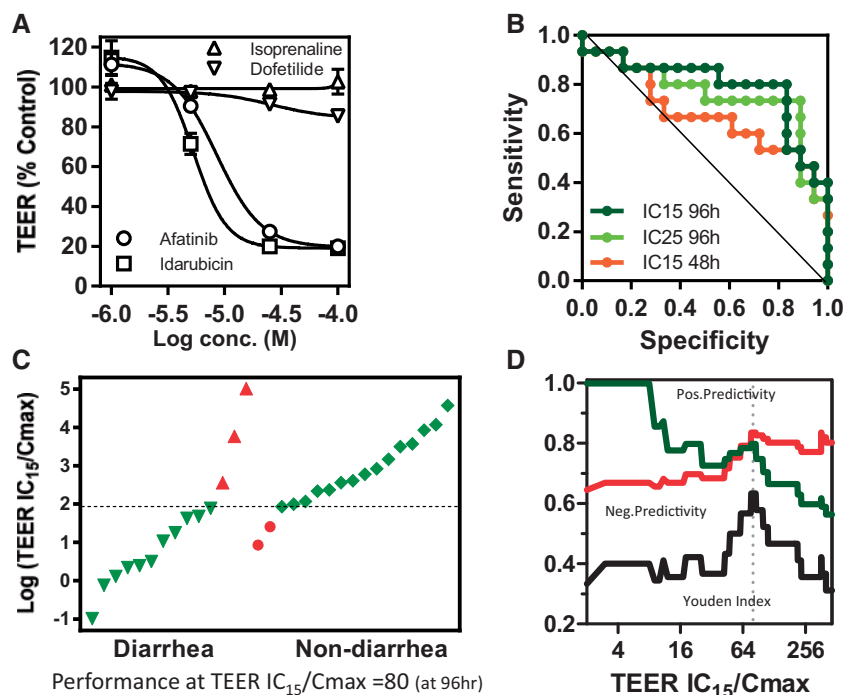 A
TEER (% Control)
120
100
80
60
40
20
0
Isoprenaline
Dofetilide
Afatinib
Idarubicin
-6.0 -5.5 -5.0 -4.5 -4.0
Log conc. (M)
B
Sensitivity
1.0
0.8
0.6
0.4
0.2
0.0
IC15 96h
IC25 96h
IC15 48h
0.0 0.2 0.4 0.6 0.8 1.0
Specificity
C
Log (TEER IC15/Cmax)
5
4
3
2
1
0
-1
Diarrhea Non-diarrhea
Performance at TEER IC15/Cmax =80 (at 96hr)
D
1.0
0.8
0.6
0.4
0.2
Pos.Predictivity
Neg.Predictivity
Youden Index
4 16 64 256
TEER IC15/Cmax